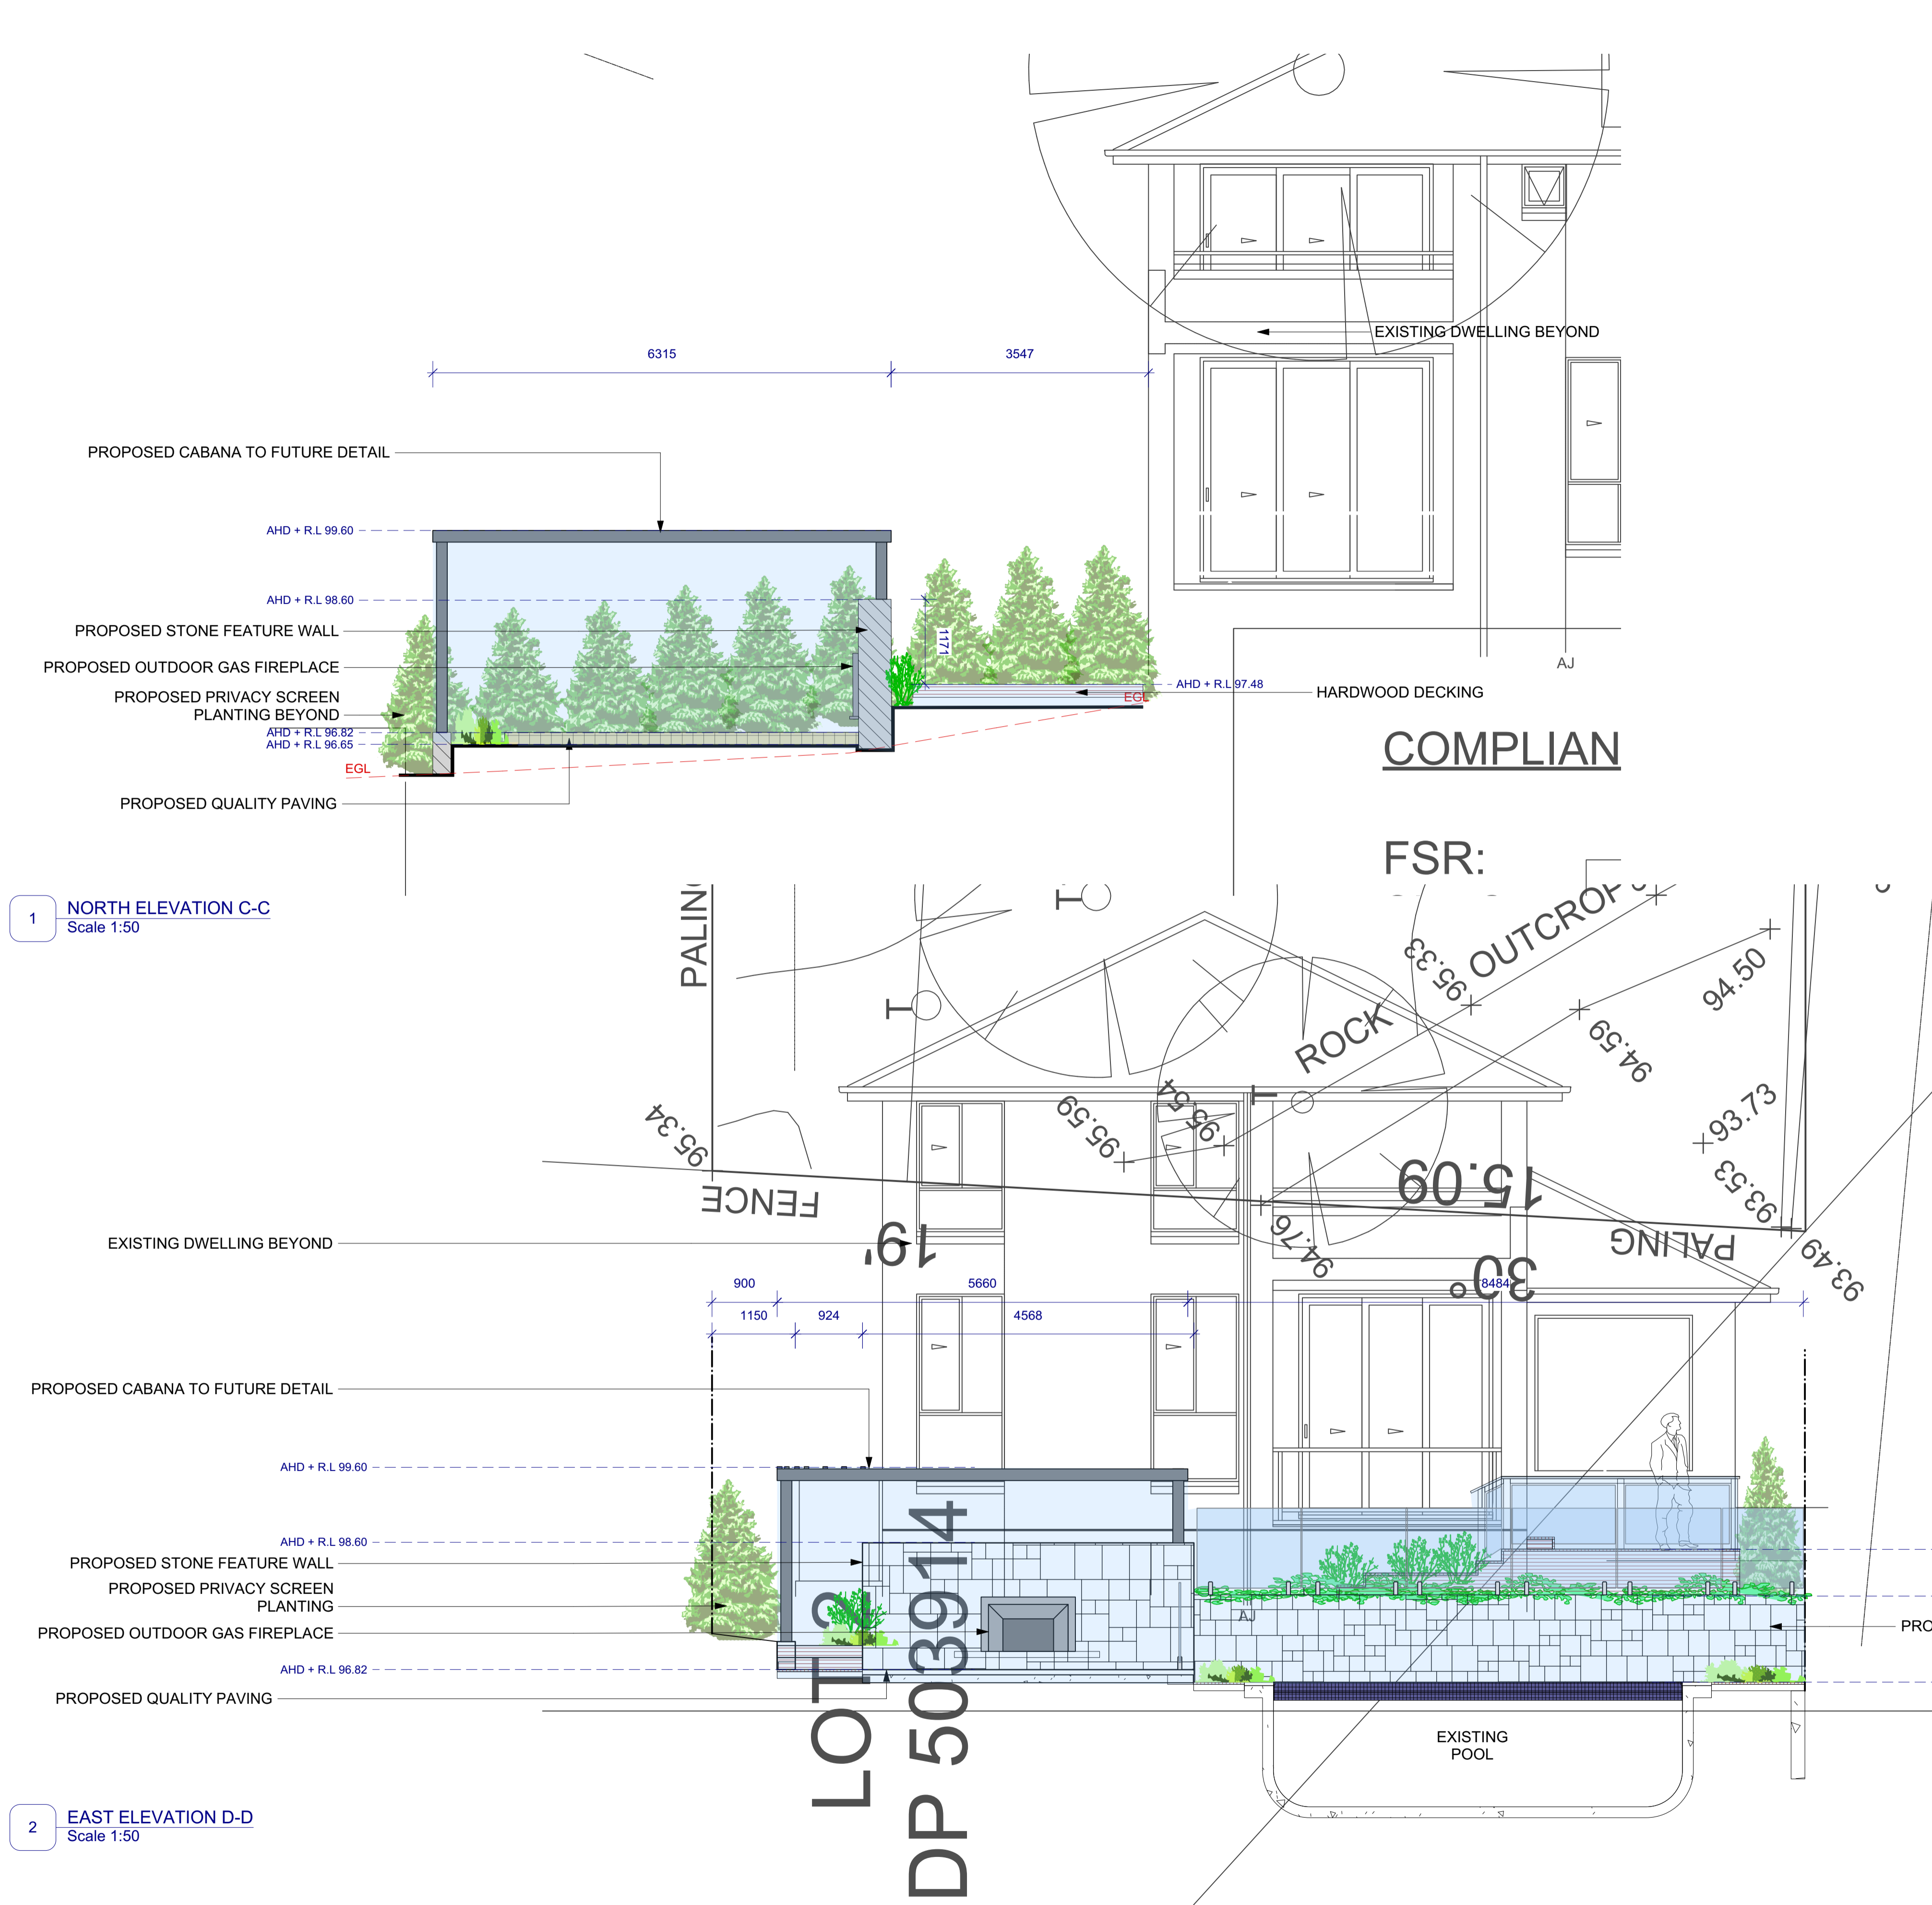 EXISTING DWELLING BEYOND
6315
3547
PROPOSED CABANA TO FUTURE DETAIL
AHD + R.L 99.60
AHD + R.L 98.60
PROPOSED STONE FEATURE WALL
1171
PROPOSED OUTDOOR GAS FIREPLACE
AJ
AHD + R.L 97.48
HARDWOOD DECKING
PROPOSED PRIVACY SCREEN
PLANTING BEYOND
EGL
AHD + R.L 96.82
AHD + R.L 96.65
EGL
COMPLIAN
PROPOSED QUALITY PAVING
FSR:
1
NORTH ELEVATION C-C
Scale 1:50
PALING
T
T
ROCK OUTCROP
95.33
94.50
94.59
95.34
95.59
95.54
T
93.73
93.53
FENCE
15.09
19'
94.76
30°
PALING
93.49
EXISTING DWELLING BEYOND
900
5660
8484
1150
924
4568
PROPOSED CABANA TO FUTURE DETAIL
AHD + R.L 99.60
AHD + R.L 98.60
PROPOSED STONE FEATURE WALL
PROPOSED PRIVACY SCREEN
PLANTING
PROPOSED OUTDOOR GAS FIREPLACE
AJ
PRO
AHD + R.L 96.82
PROPOSED QUALITY PAVING
LOT 2
DP 503914
EXISTING
POOL
2
EAST ELEVATION D-D
Scale 1:50